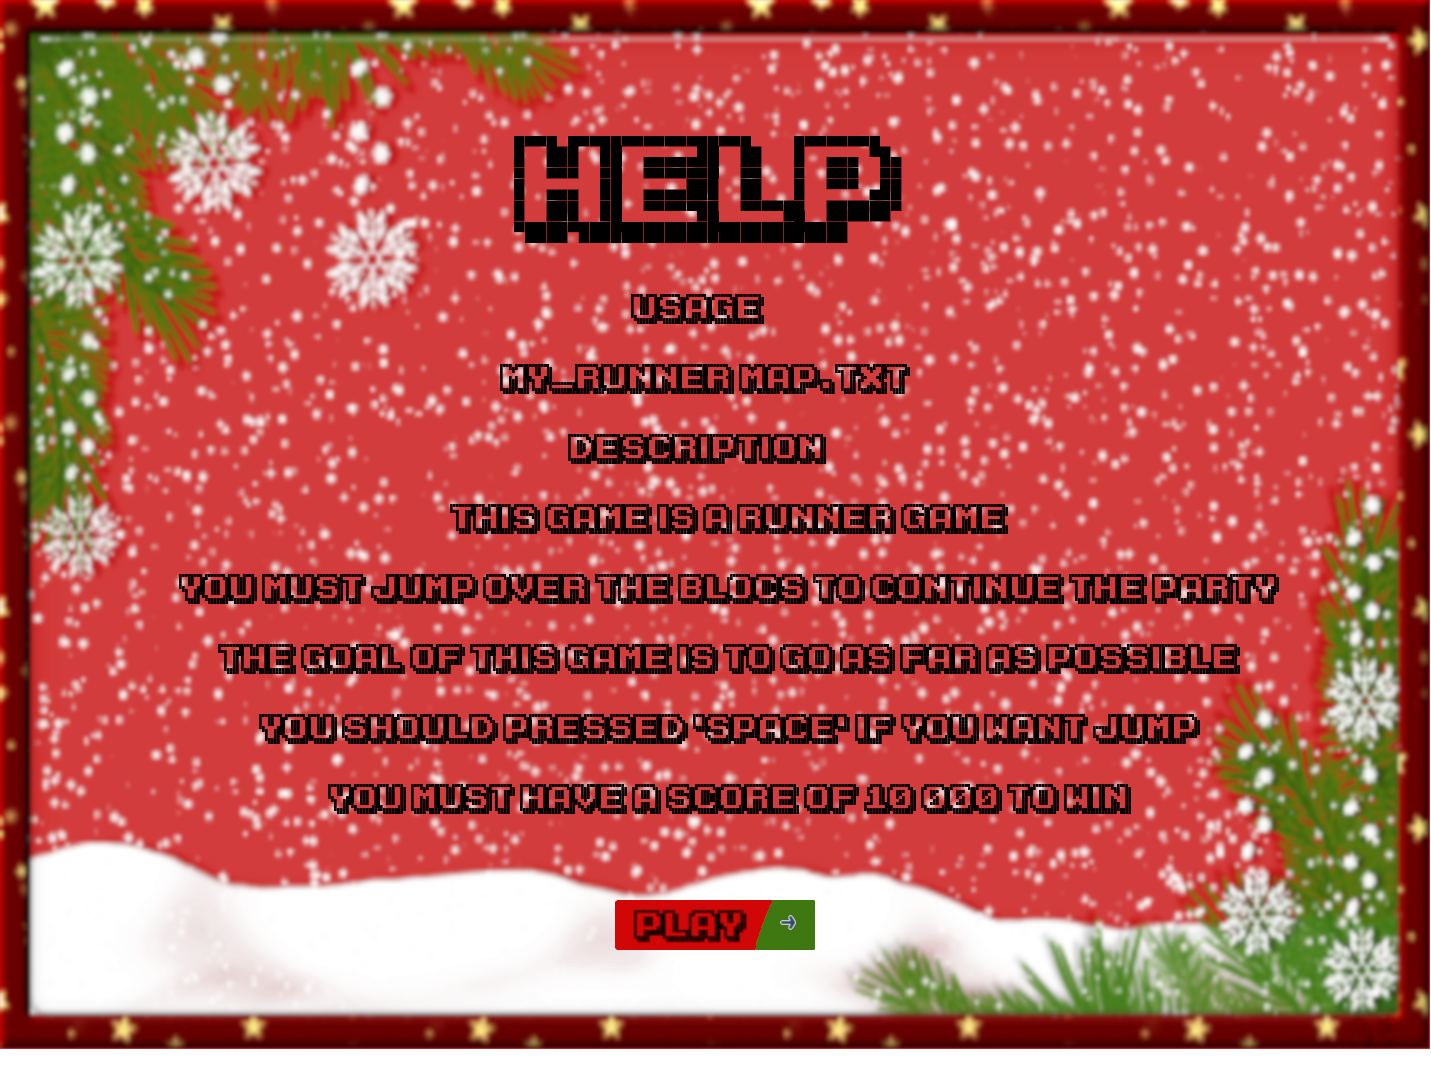 HELP
USAGE
MY_RUNNER MAP.TXT
DESCRIPTION
THIS GAME IS A RUNNER GAME
YOU MUST JUMP OVER THE BLOCS TO CONTINUE THE PARTY
THE GOAL OF THIS GAME IS TO GO AS FAR AS POSSIBLE
YOU SHOULD PRESSED 'SPACE' IF YOU WANT JUMP
YOU MUST HAVE A SCORE OF 10 000 TO WIN
PLAY